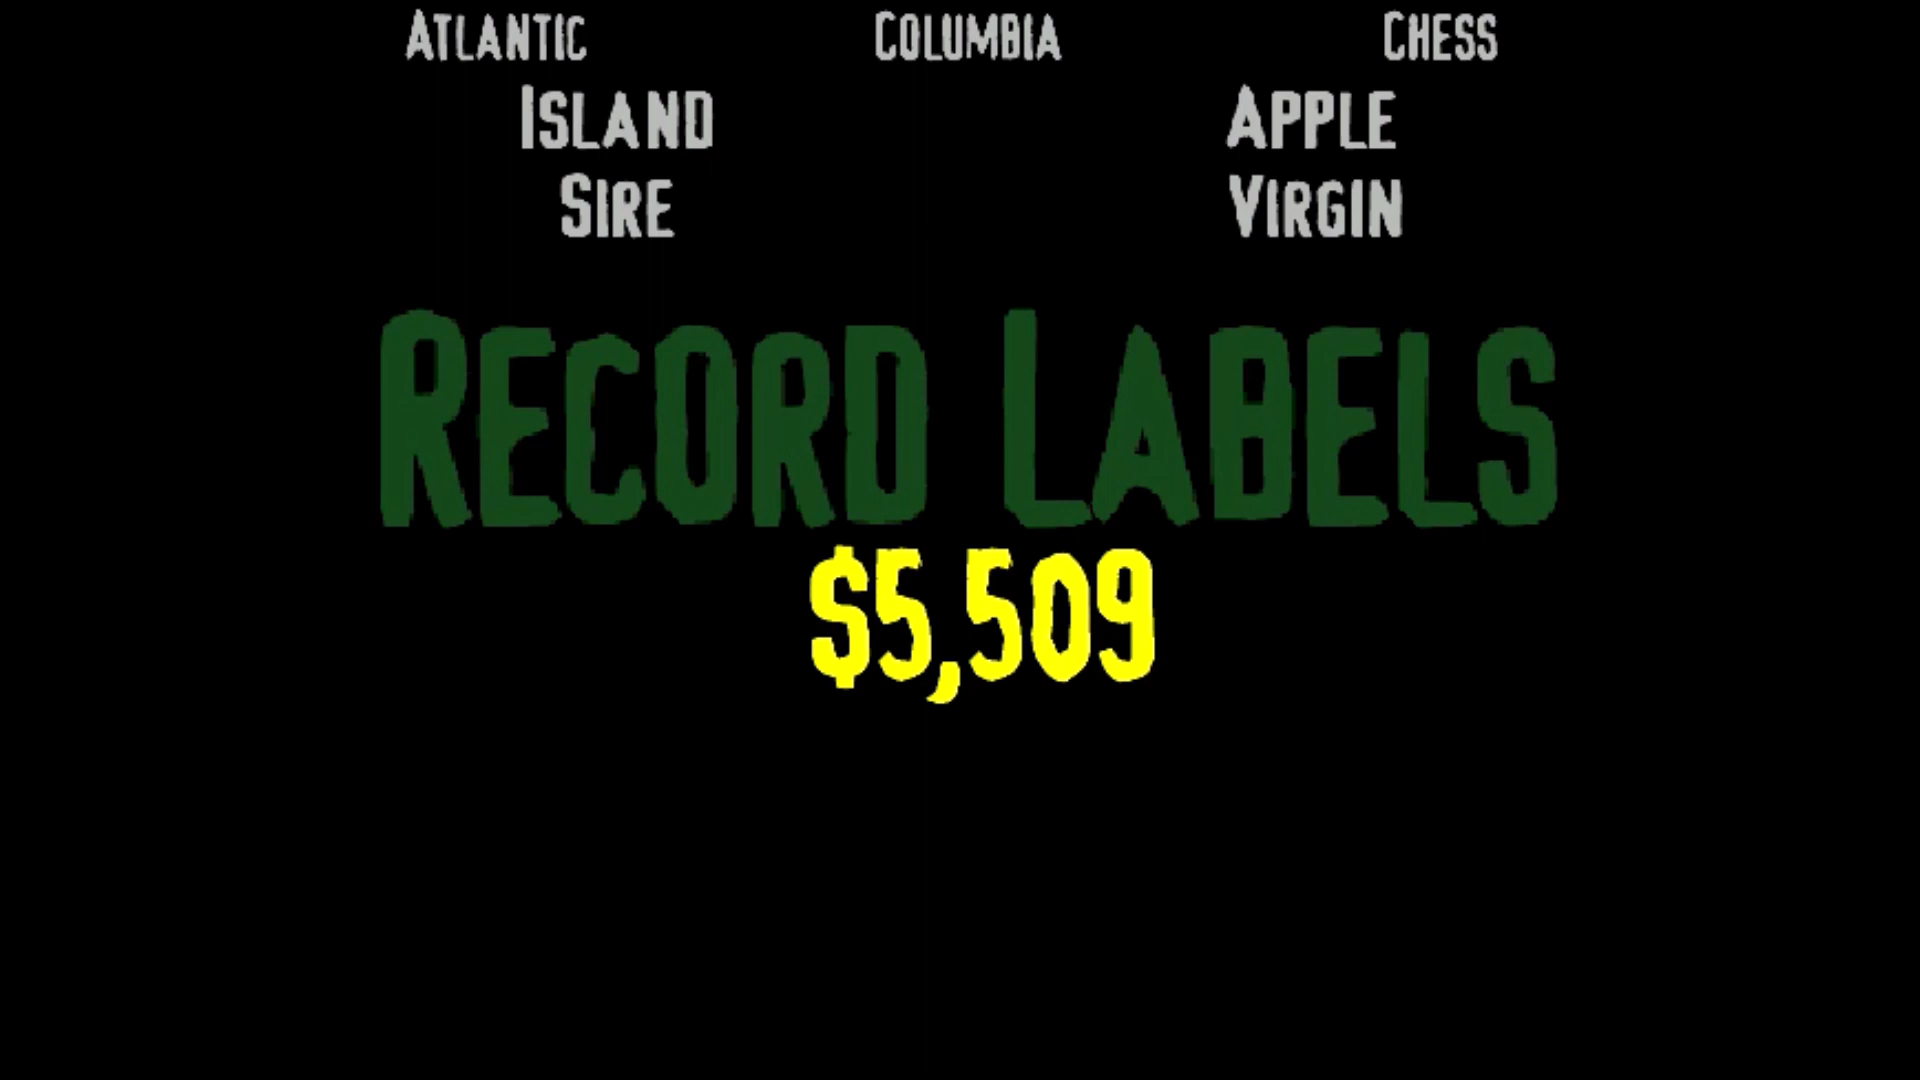 Atlantic Columbia Chess
Island Apple
Sire Virgin
Record Labels
$5,509